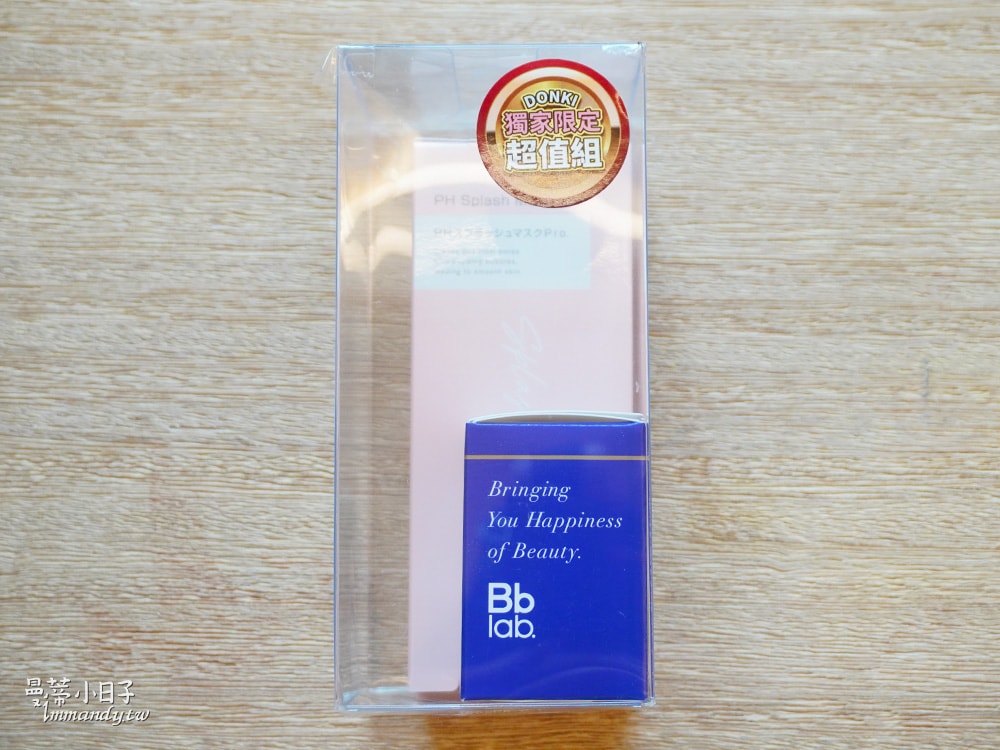 DONKI
獨家限定
超值組
PH Splash
PHスプラッシュマスクPro.
Splash
Bringing
You Happiness
of Beauty.
Bb
lab.
曼蒂小日子
Immandy.tw